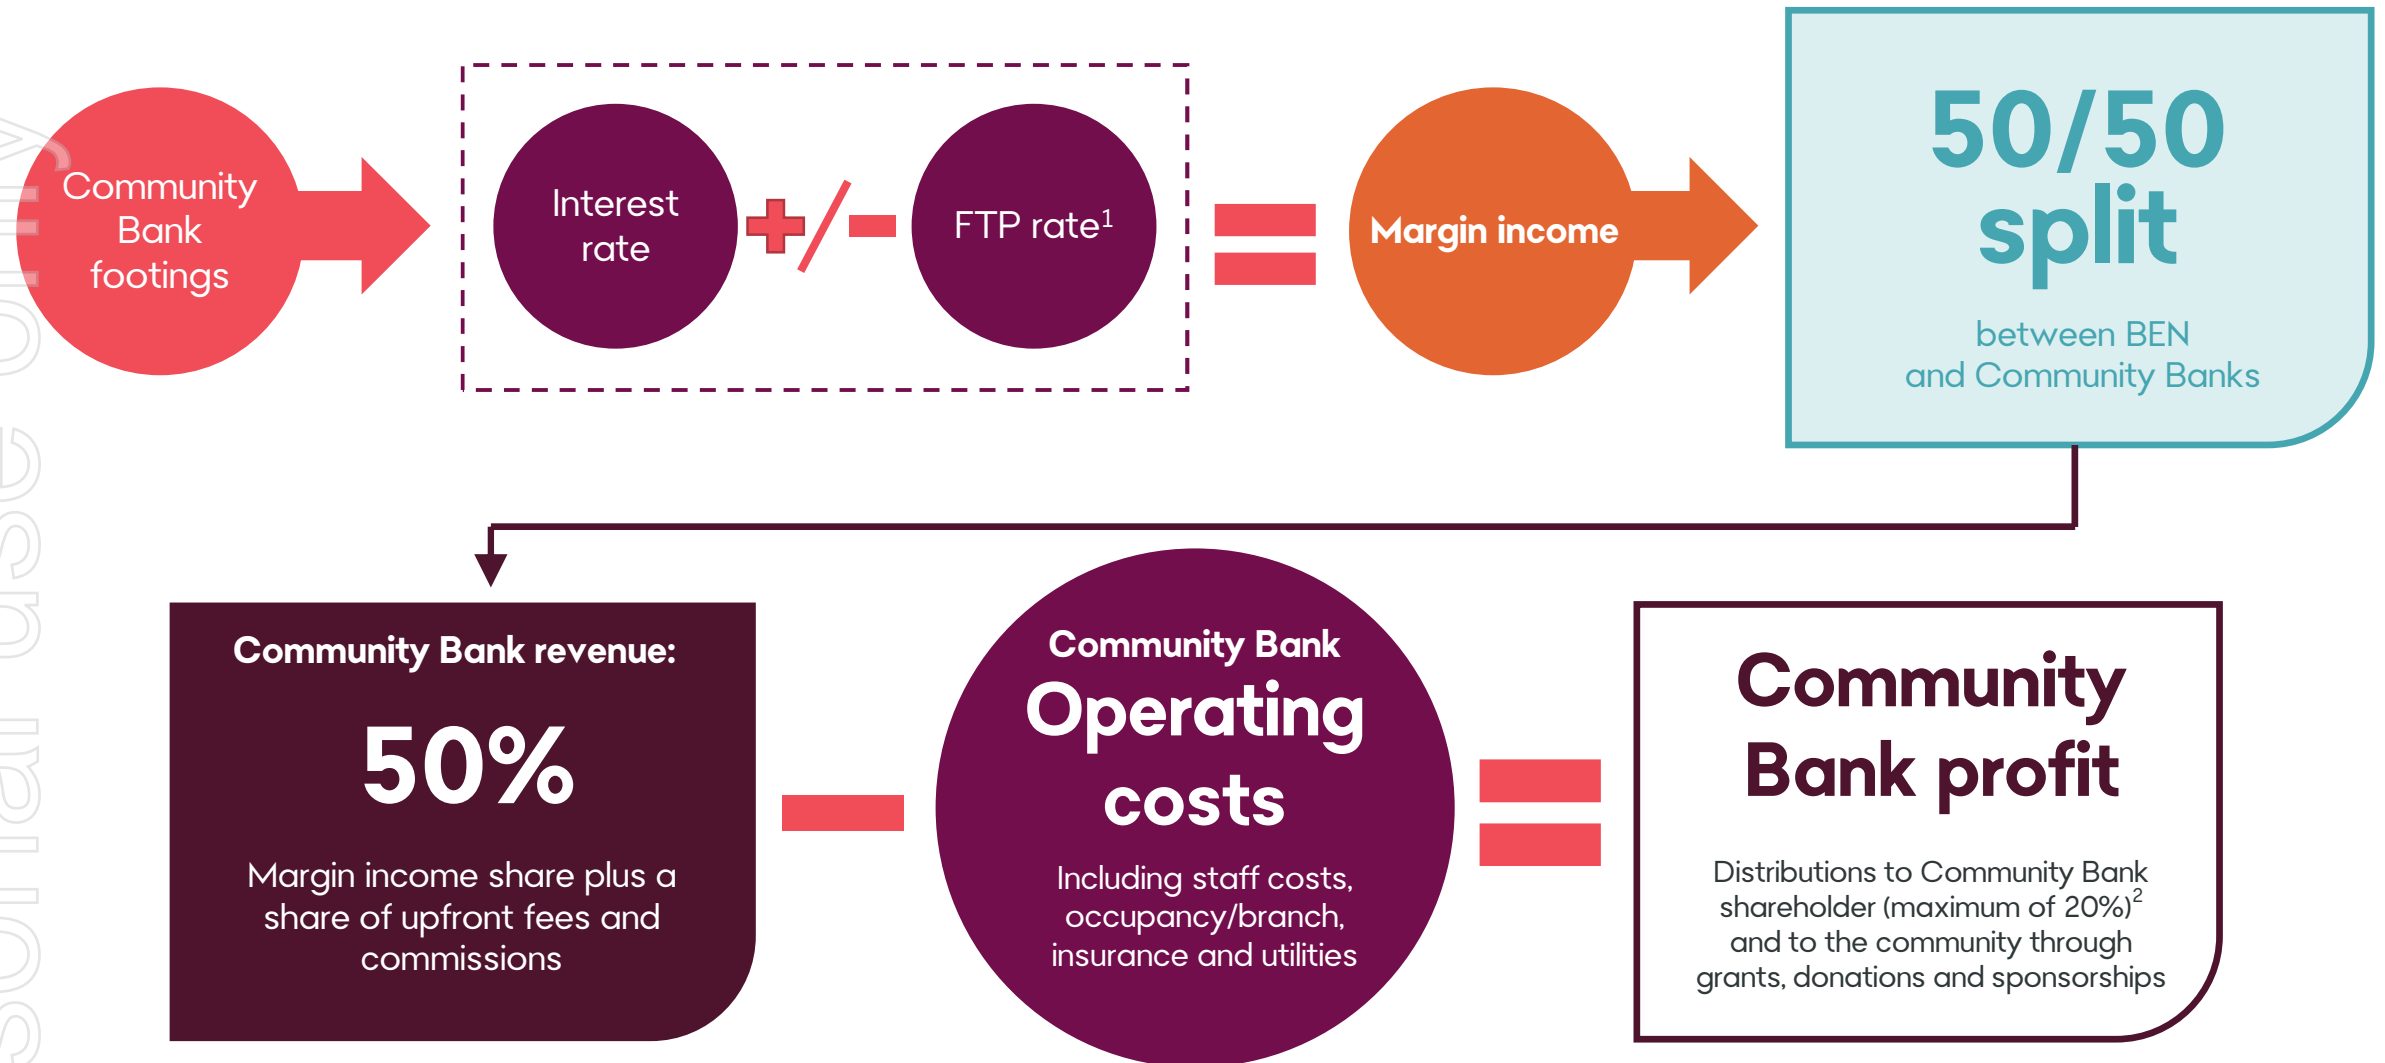 Community
Bank
footings
Interest
rate
FTP rate¹
Margin income
50/50
split
between BEN
and Community Banks
Community Bank revenue:
50%
Margin income share plus a
share of upfront fees and
commissions
Community Bank
Operating
costs
Including staff costs,
occupancy/branch,
insurance and utilities
Community
Bank profit
Distributions to Community Bank
shareholder (maximum of 20%)²
and to the community through
grants, donations and sponsorships
sonal use only